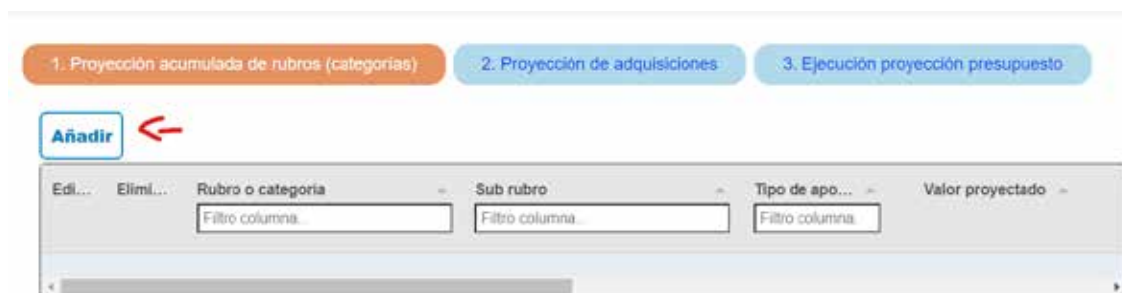 1. Proyección acumulada de rubros (categorías) 2. Proyección de adquisiciones 3. Ejecución proyección presupuesto
Añadir
Edi... Elimi... Rubro o categoria Sub rubro Tipo de apo... Valor proyectado
Filtro columna... Filtro columna... Filtro columna.